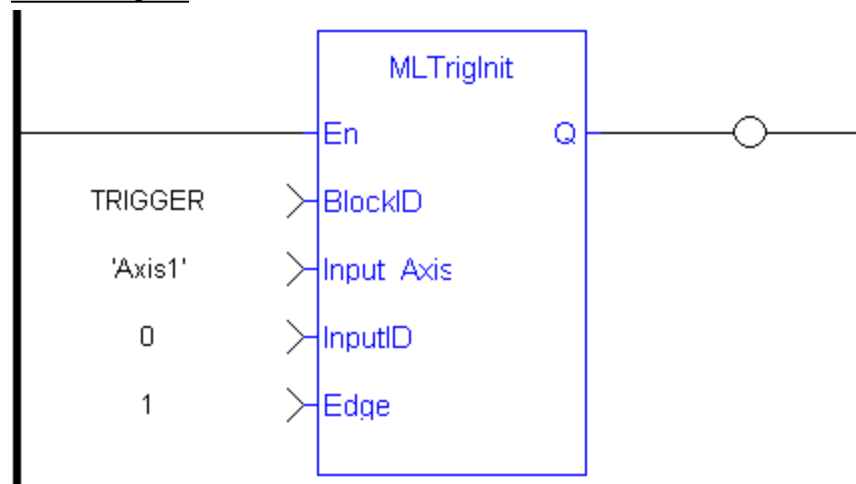 MLTrigInit
En Q
TRIGGER BlockID
'Axis1' Input Axis
0 InputID
1 Edge